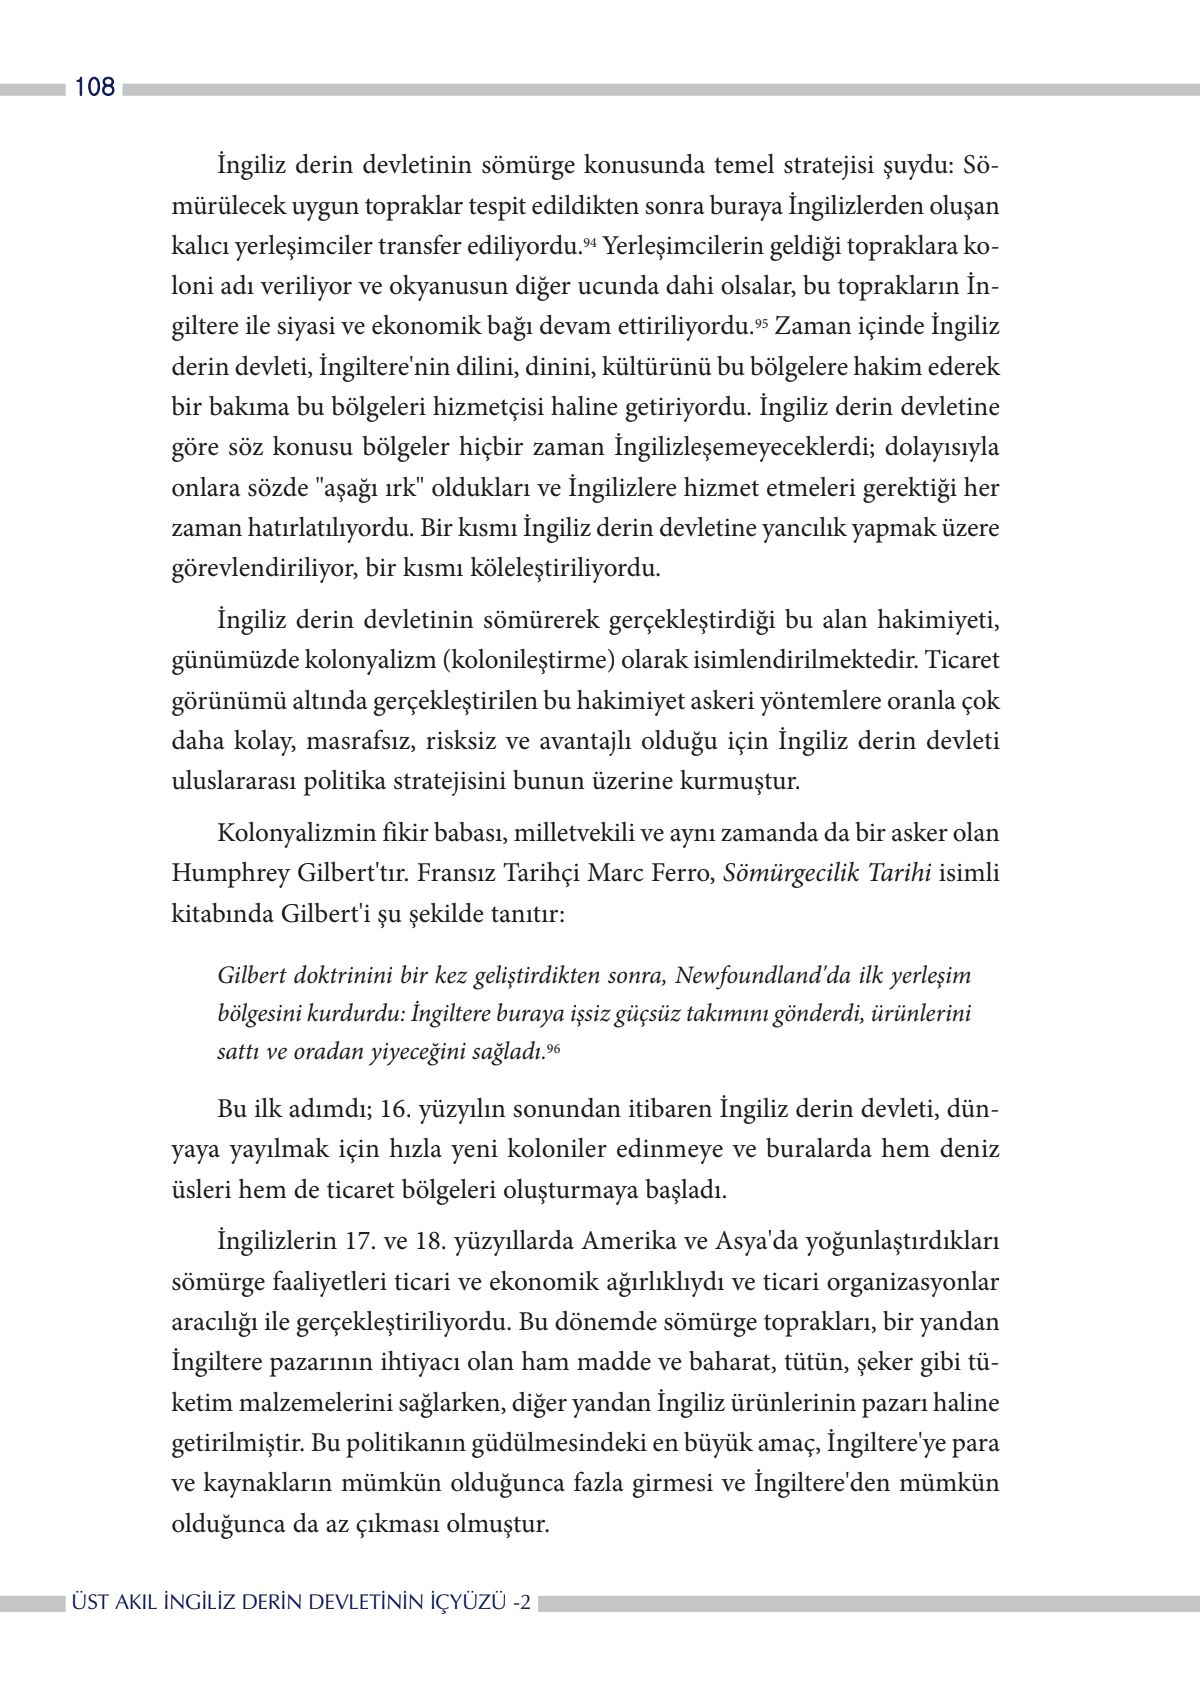 108
İngiliz derin devletinin sömürge konusunda temel stratejisi şuydu: Sö-
mürülecek uygun topraklar tespit edildikten sonra buraya İngilizlerden oluşan
kalıcı yerleşimciler transfer ediliyordu.94 Yerleşimcilerin geldiği topraklara ko-
loni adı veriliyor ve okyanusun diğer ucunda dahi olsalar, bu toprakların İn-
giltere ile siyasi ve ekonomik bağı devam ettiriliyordu.95 Zaman içinde İngiliz
derin devleti, İngiltere'nin dilini, dinini, kültürünü bu bölgelere hakim ederek
bir bakıma bu bölgeleri hizmetçisi haline getiriyordu. İngiliz derin devletine
göre söz konusu bölgeler hiçbir zaman İngilizleşemeyeceklerdi; dolayısıyla
onlara sözde "aşağı ırk" oldukları ve İngilizlere hizmet etmeleri gerektiği her
zaman hatırlatılıyordu. Bir kısmı İngiliz derin devletine yancılık yapmak üzere
görevlendiriliyor, bir kısmı köleleştiriliyordu.
İngiliz derin devletinin sömürerek gerçekleştirdiği bu alan hakimiyeti,
günümüzde kolonyalizm (kolonileştirme) olarak isimlendirilmektedir. Ticaret
görünümü altında gerçekleştirilen bu hakimiyet askeri yöntemlere oranla çok
daha kolay, masrafsız, risksiz ve avantajlı olduğu için İngiliz derin devleti
uluslararası politika stratejisini bunun üzerine kurmuştur.
Kolonyalizmin fikir babası, milletvekili ve aynı zamanda da bir asker olan
Humphrey Gilbert'tır. Fransız Tarihçi Marc Ferro, Sömürgecilik Tarihi isimli
kitabında Gilbert'i şu şekilde tanıtır:
Gilbert doktrinini bir kez geliştirdikten sonra, Newfoundland'da ilk yerleşim
bölgesini kurdurdu: İngiltere buraya işsiz güçsüz takımını gönderdi, ürünlerini
sattı ve oradan yiyeceğini sağladı.96
Bu ilk adımdı; 16. yüzyılın sonundan itibaren İngiliz derin devleti, dün-
yaya yayılmak için hızla yeni koloniler edinmeye ve buralarda hem deniz
üsleri hem de ticaret bölgeleri oluşturmaya başladı.
İngilizlerin 17. ve 18. yüzyıllarda Amerika ve Asya'da yoğunlaştırdıkları
sömürge faaliyetleri ticari ve ekonomik ağırlıklıydı ve ticari organizasyonlar
aracılığı ile gerçekleştiriliyordu. Bu dönemde sömürge toprakları, bir yandan
İngiltere pazarının ihtiyacı olan ham madde ve baharat, tütün, şeker gibi tü-
ketim malzemelerini sağlarken, diğer yandan İngiliz ürünlerinin pazarı haline
getirilmiştir. Bu politikanın güdülmesindeki en büyük amaç, İngiltere'ye para
ve kaynakların mümkün olduğunca fazla girmesi ve İngiltere'den mümkün
olduğunca da az çıkması olmuştur.
ÜST AKIL İNGİLİZ DERİN DEVLETİNİN İÇYÜZÜ -2